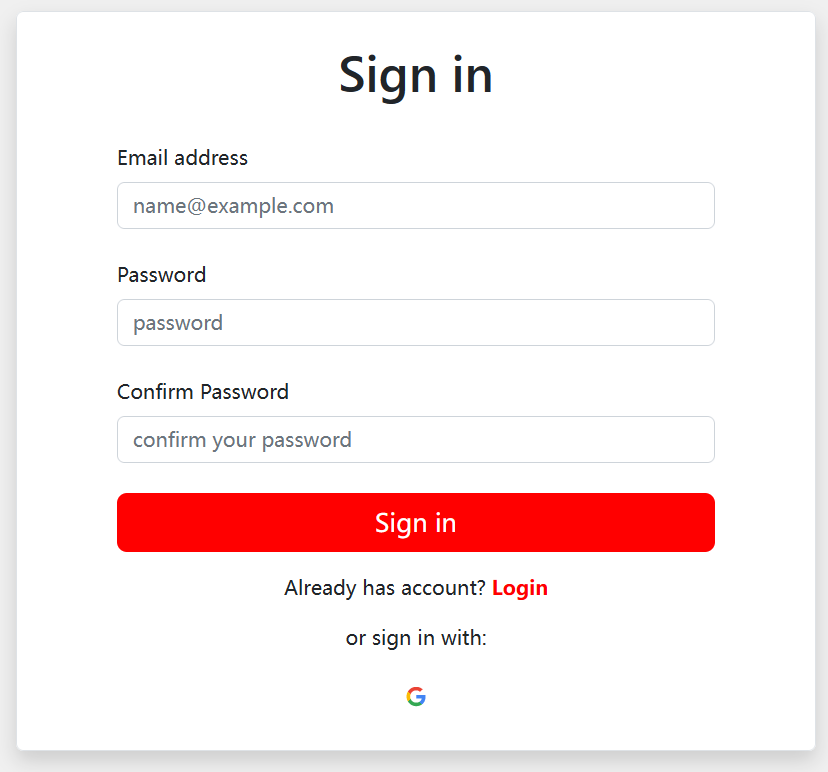 Sign in
Email address
name@example.com
Password
password
Confirm Password
confirm your password
Sign in
Already has account? Login
or sign in with: